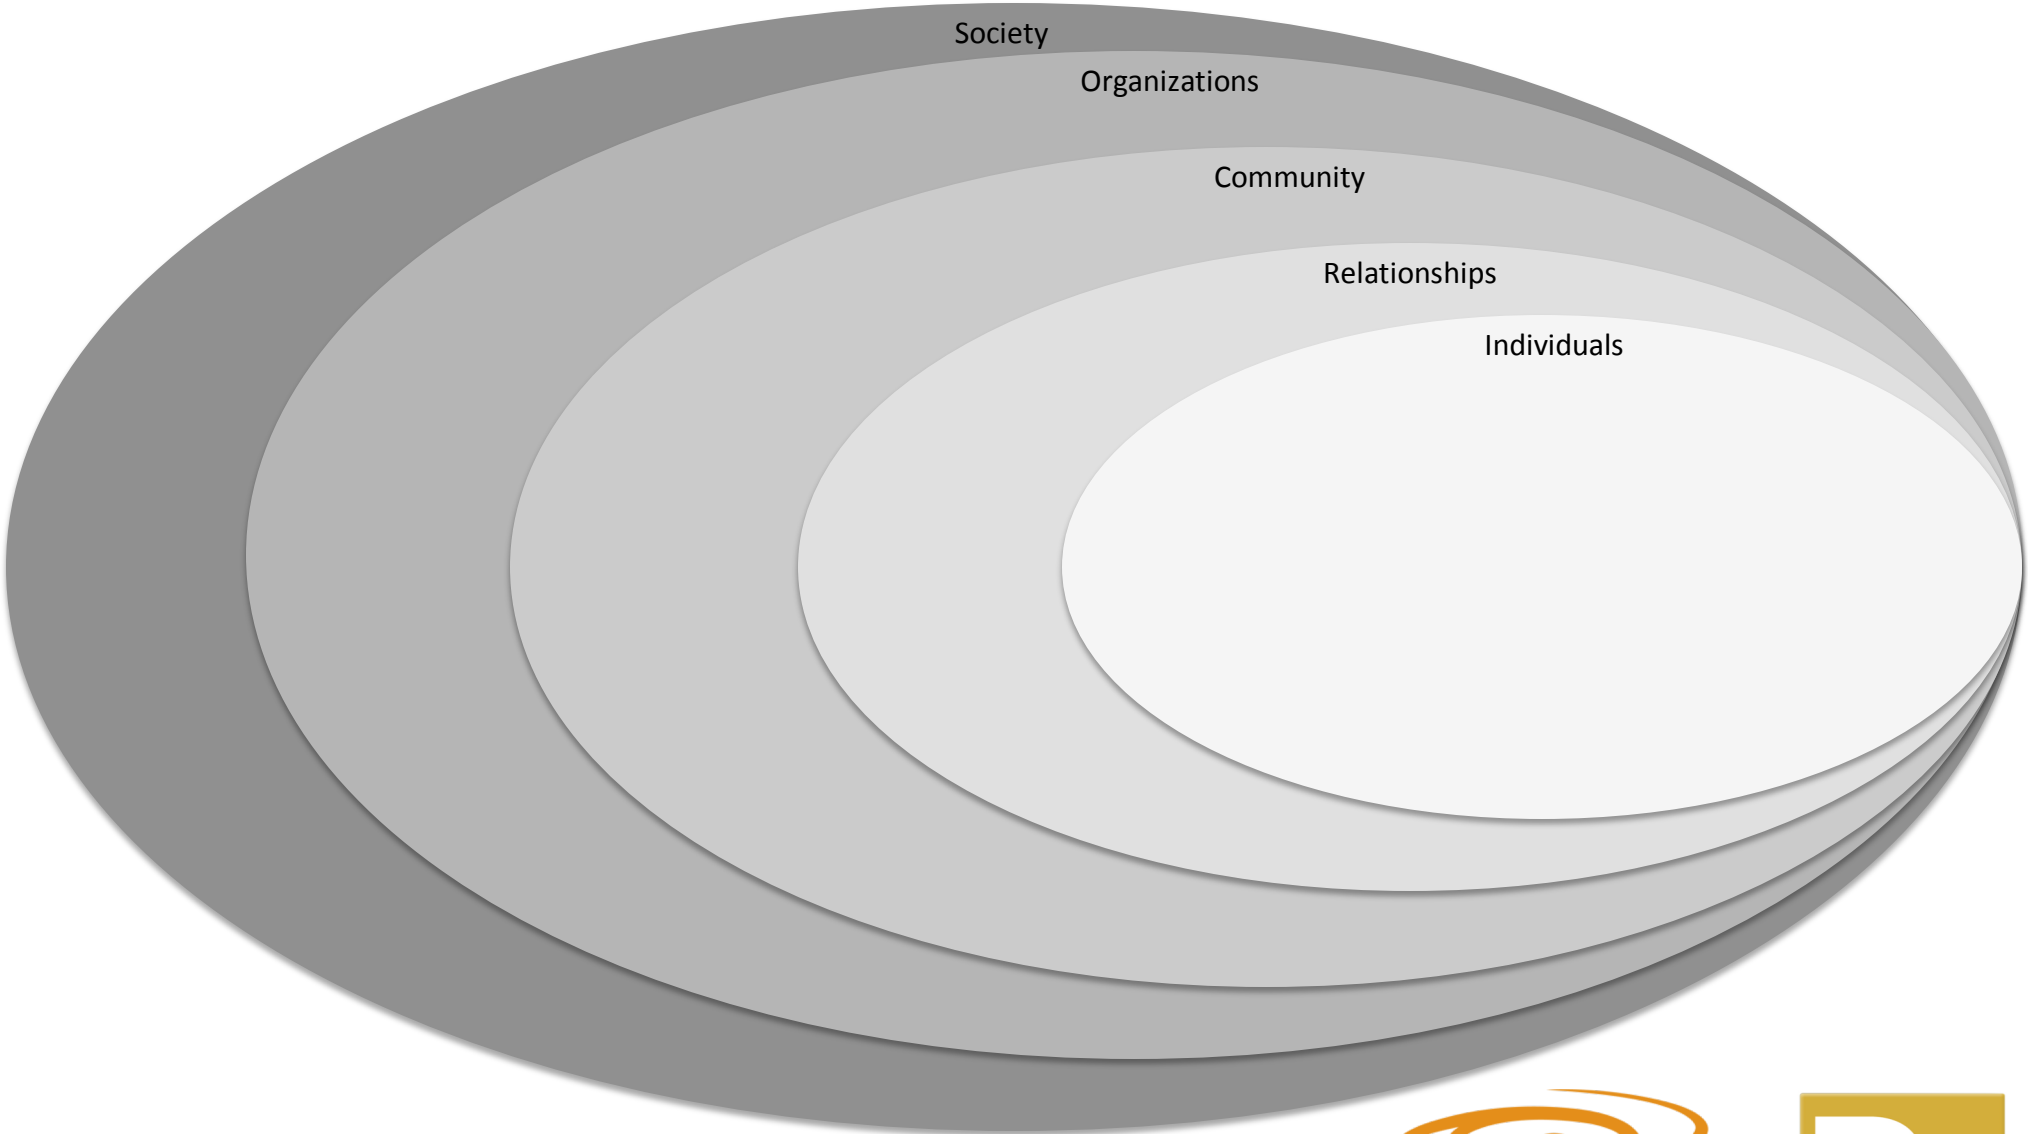 Society
Organizations
Community
Relationships
Individuals